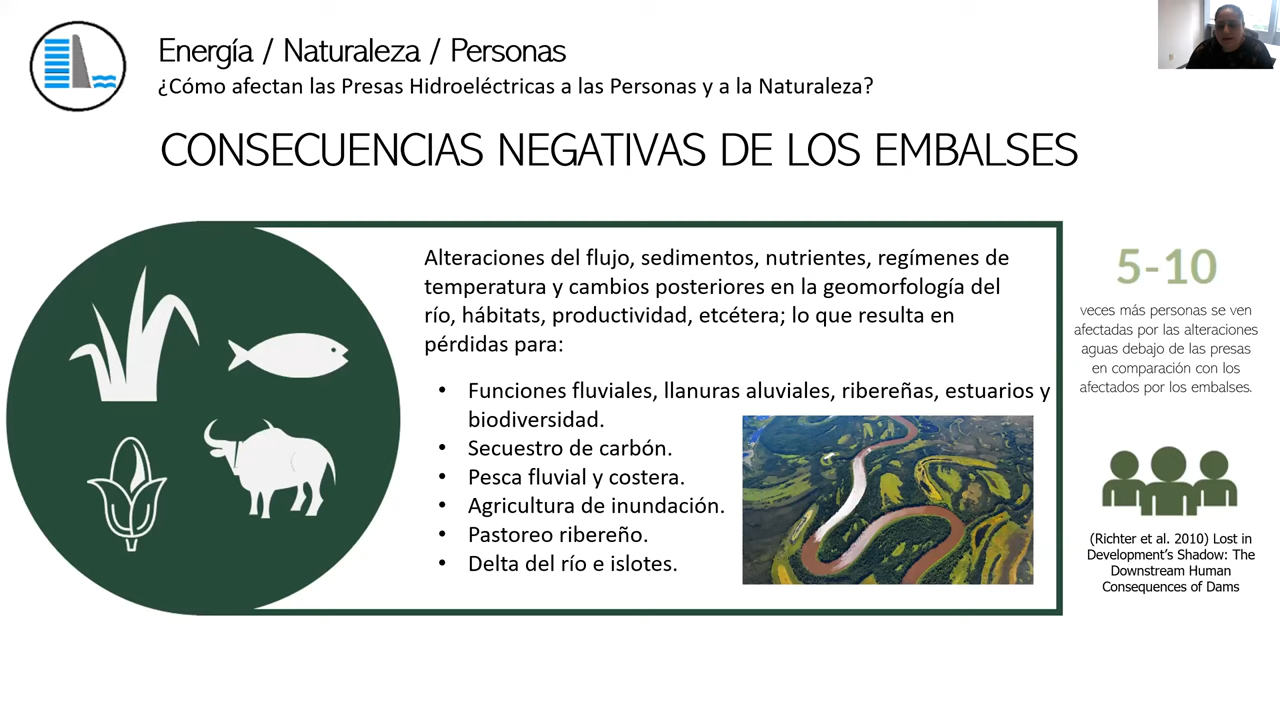 Energía / Naturaleza / Personas
¿Cómo afectan las Presas Hidroeléctricas a las Personas y a la Naturaleza?
CONSECUENCIAS NEGATIVAS DE LOS EMBALSES
Alteraciones del flujo, sedimentos, nutrientes, regímenes de
temperatura y cambios posteriores en la geomorfología del
río, hábitats, productividad, etcétera; lo que resulta en
pérdidas para:
• Funciones fluviales, llanuras aluviales, ribereñas, estuarios y
biodiversidad.
• Secuestro de carbón.
• Pesca fluvial y costera.
• Agricultura de inundación.
• Pastoreo ribereño.
• Delta del río e islotes.
5-10
veces más personas se ven
afectadas por las alteraciones
aguas debajo de las presas
en comparación con los
afectados por los embalses.
(Richter et al. 2010) Lost in
Development's Shadow: The
Downstream Human
Consequences of Dams